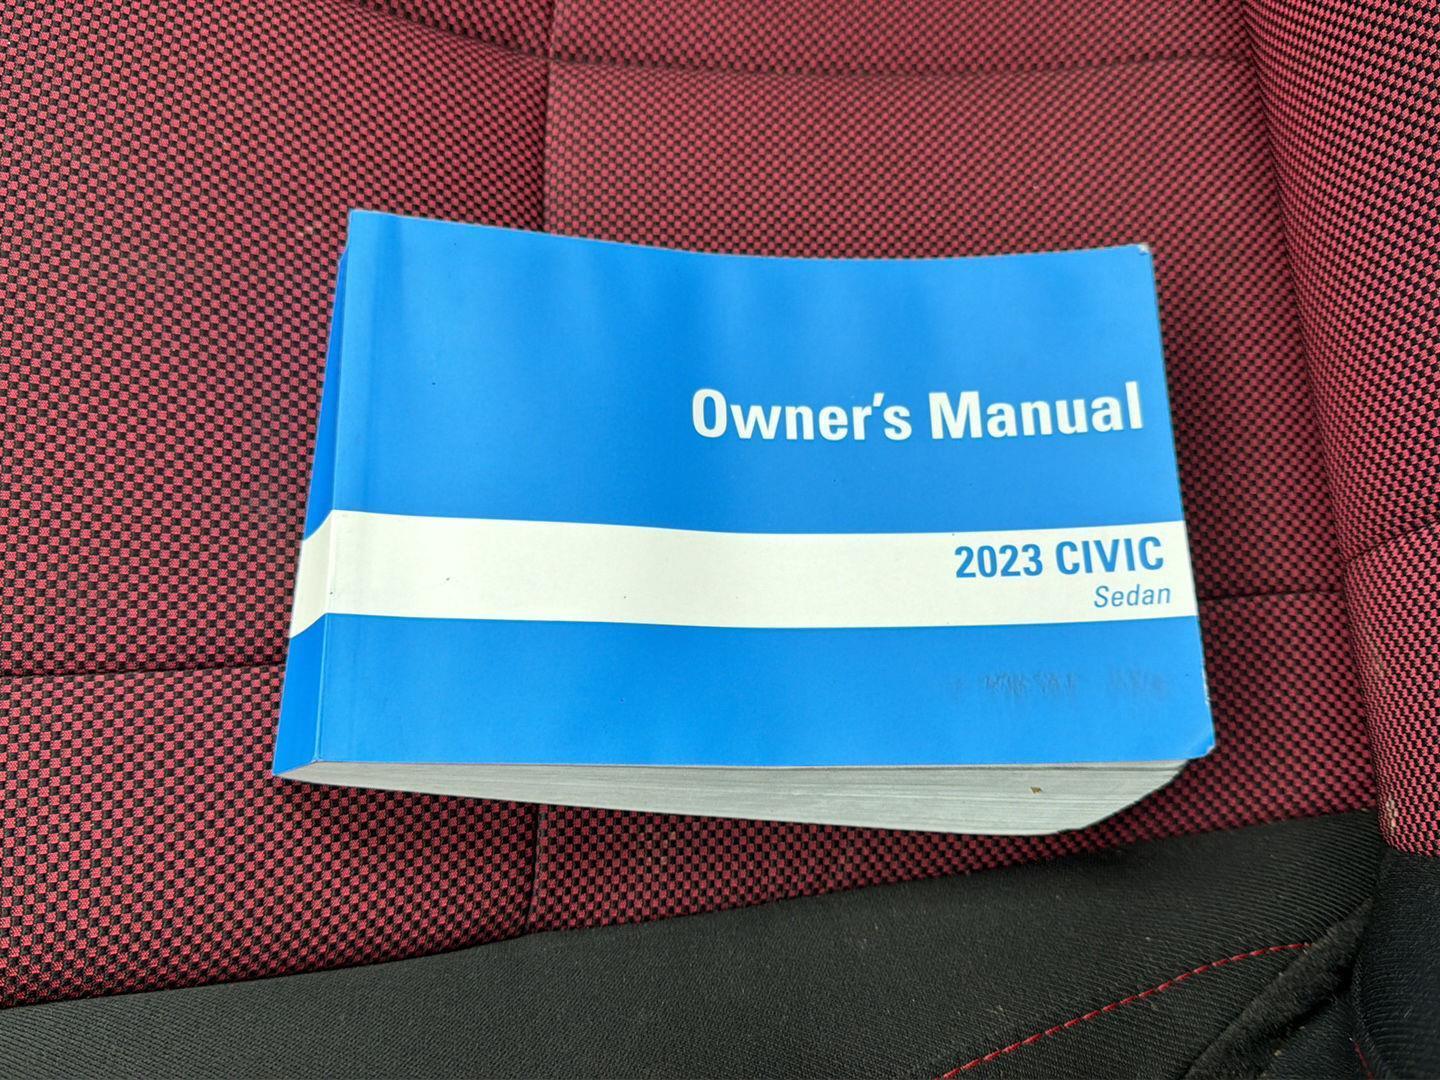 Owner's Manual
2023 CIVIC
Sedan